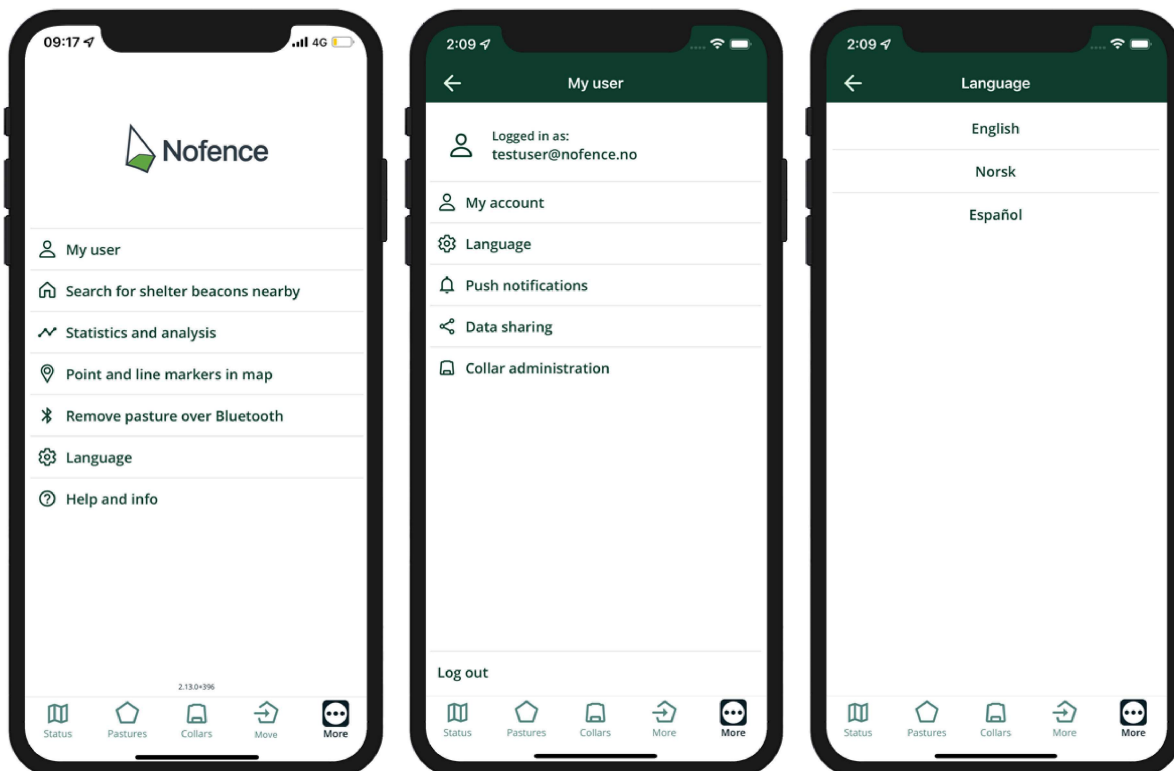 09:17
4G
Nofence
My user
Search for shelter beacons nearby
Statistics and analysis
Point and line markers in map
Remove pasture over Bluetooth
Language
Help and info
2.13.0+396
Status
Pastures
Collars
Move
More
2:09
My user
Logged in as:
testuser@nofence.no
My account
Language
Push notifications
Data sharing
Collar administration
Log out
Status
Pastures
Collars
More
More
2:09
Language
English
Norsk
Español
Status
Pastures
Collars
More
More